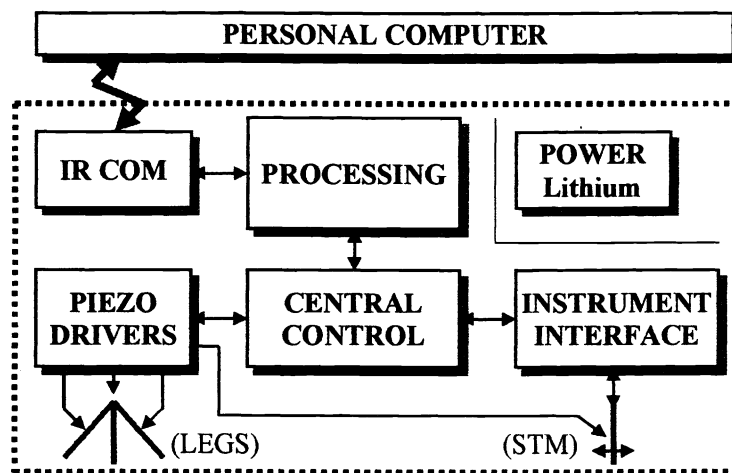 PERSONAL COMPUTER
IR COM
PROCESSING
POWER
Lithium
PIEZO
DRIVERS
CENTRAL
CONTROL
INSTRUMENT
INTERFACE
(LEGS)
(STM)